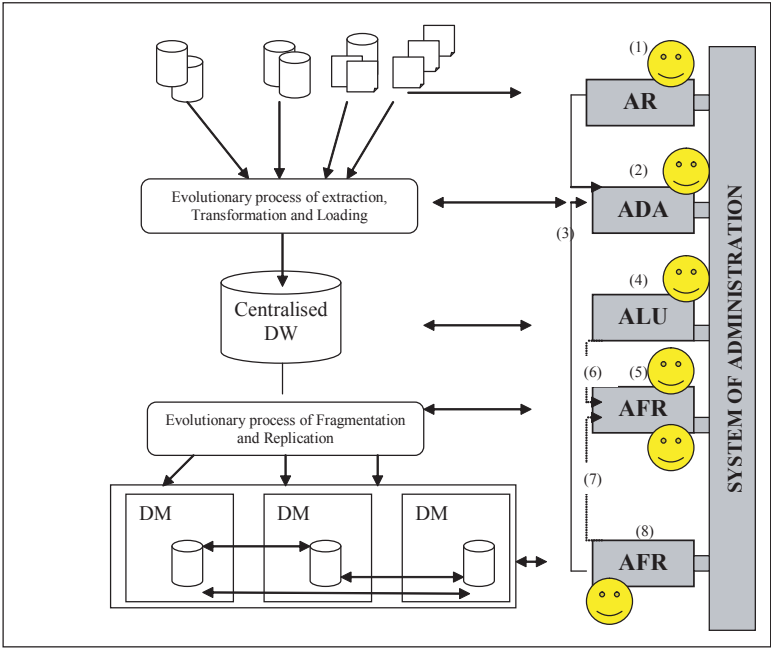 (1)
AR
(2)
Evolutionary process of extraction,
Transformation and Loading
ADA
(3)
Centralised
DW
(4)
ALU
(5)
(6)
AFR
Evolutionary process of Fragmentation
and Replication
(7)
DM
DM
DM
(8)
AFR
SYSTEM OF ADMINISTRATION